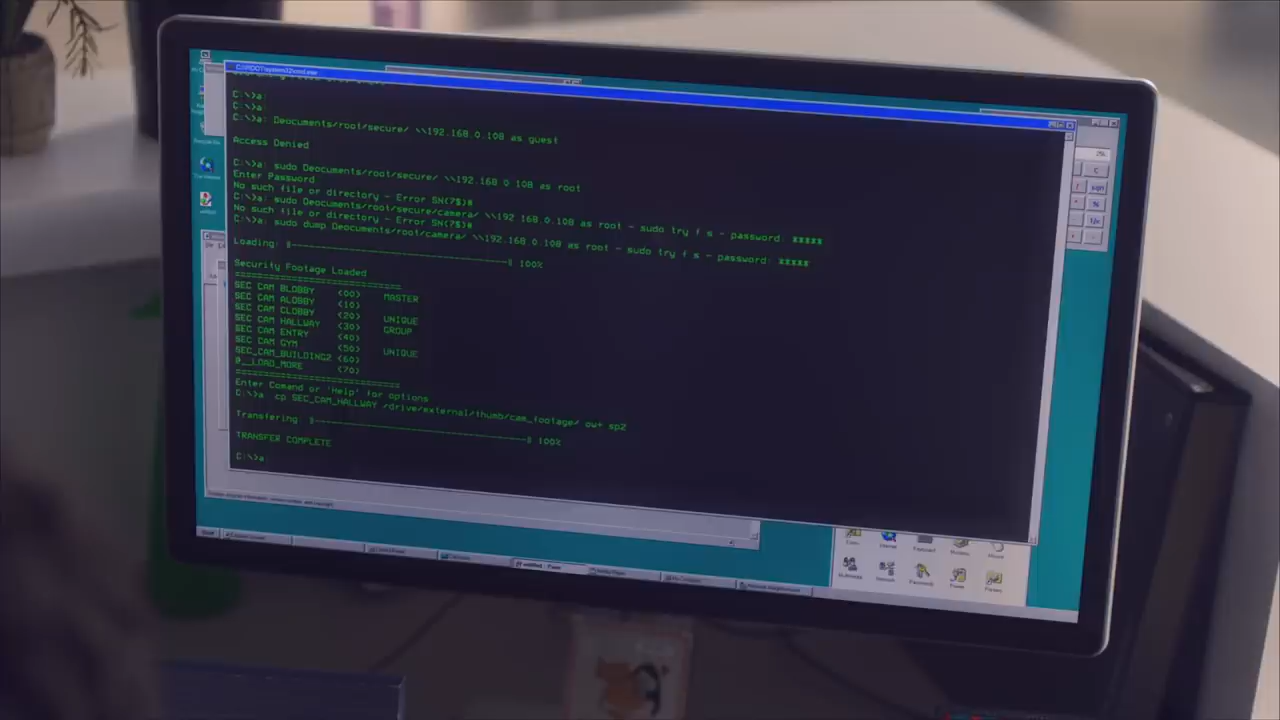 C:\>a:
C:\>a:
C:\>a: Deocuments/root/secure/ \\192.168.0.108 as guest
Access Denied
C:\>a: sudo Deocuments/root/secure/ \\192.168 0 108 as root
Enter Password
No such file or directory - Error SN(7$)#
C:\>a: sudo Deocuments/root/secure/camera/ \\192 168.0.108 as root - sudo try f s - password: *****
No such file or directory - Error SN(7$)#
C:\>a: sudo dump Deocuments/root/camera/ \\192.168.0.108 as root - sudo try f s - password: *****
Loading: 100%
Security Footage Loaded
==========================
SEC CAM BLOBBY <00> MASTER
SEC CAM ALOBBY <10>
SEC CAM CLOBBY <20> UNIQUE
SEC CAM HALLWAY <30> GROUP
SEC CAM ENTRY <40>
SEC CAM GYM <50> UNIQUE
SEC_CAM_BUILDING2 <60>
@__LOAD_MORE <70>
==========================
Enter Comand or 'Help' for options
C:\>a cp SEC_CAM_HALLWAY /drive/external/thumb/cam_footage/ ow+ sp2
Transfering: 100%
TRANSFER COMPLETE
C:\>a:
Start